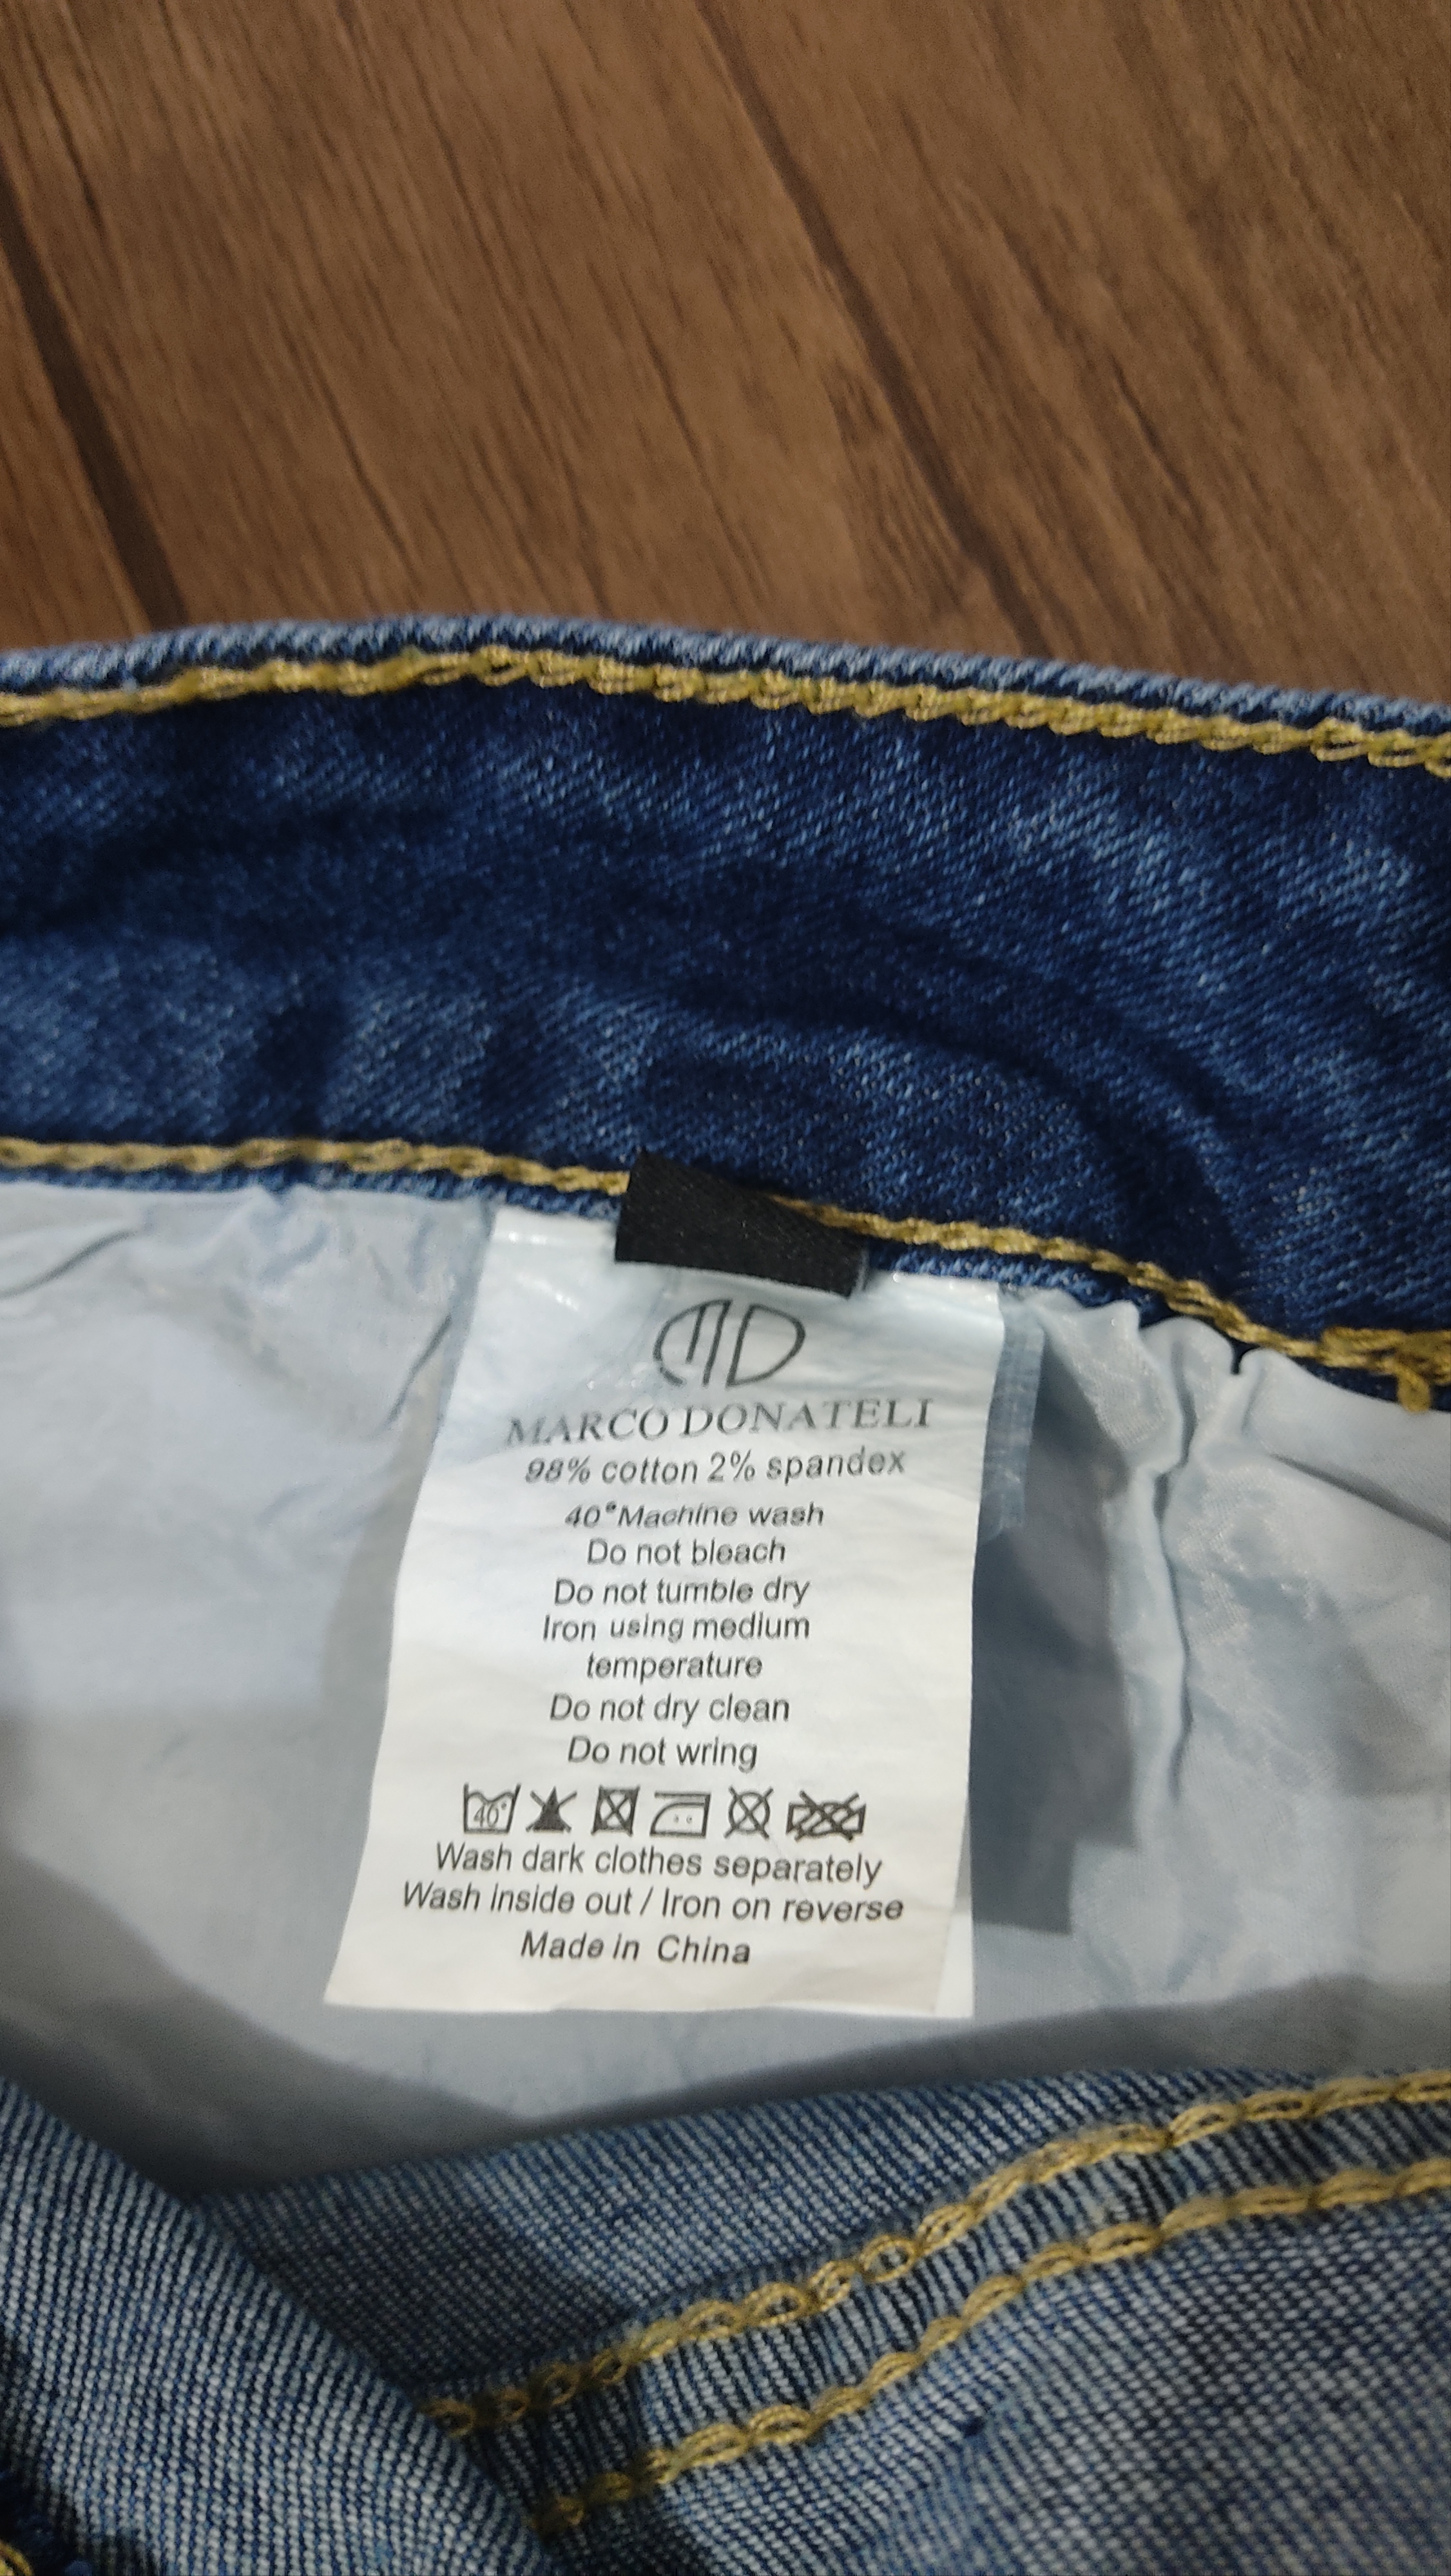 MD
MARCO DONATELI
98% cotton 2% spandex
40°Machine wash
Do not bleach
Do not tumble dry
Iron using medium
temperature
Do not dry clean
Do not wring
40°
Wash dark clothes separately
Wash inside out / Iron on reverse
Made in China